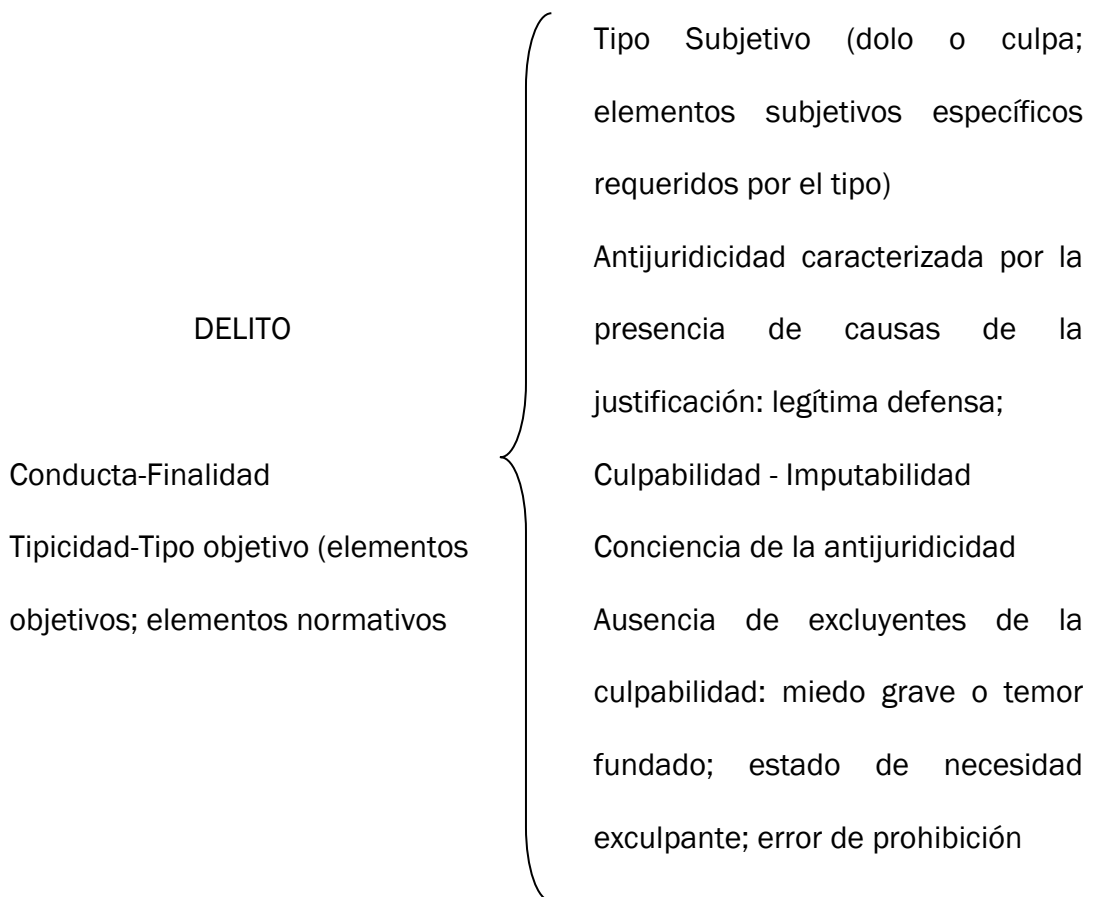 DELITO
Conducta-Finalidad
Tipicidad-Tipo objetivo (elementos
objetivos; elementos normativos
Tipo Subjetivo (dolo o culpa;
elementos subjetivos específicos
requeridos por el tipo)
Antijuridicidad caracterizada por la
presencia de causas de la
justificación: legítima defensa;
Culpabilidad - Imputabilidad
Conciencia de la antijuridicidad
Ausencia de excluyentes de la
culpabilidad: miedo grave o temor
fundado; estado de necesidad
exculpante; error de prohibición